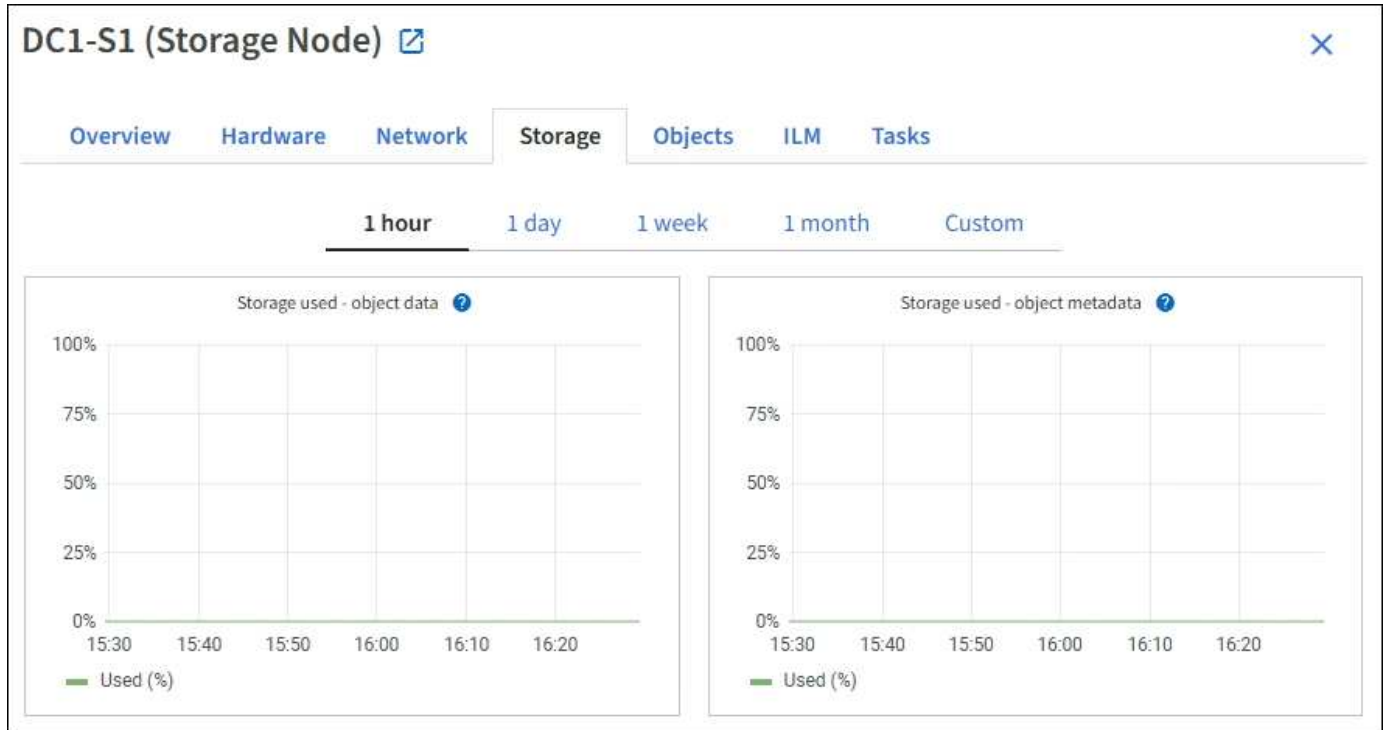 DC1-S1 (Storage Node)
Overview Hardware Network Storage Objects ILM Tasks
1 hour 1 day 1 week 1 month Custom
Storage used - object data ?
100%
75%
50%
25%
0%
15:30 15:40 15:50 16:00 16:10 16:20
Used (%)
Storage used - object metadata ?
100%
75%
50%
25%
0%
15:30 15:40 15:50 16:00 16:10 16:20
Used (%)